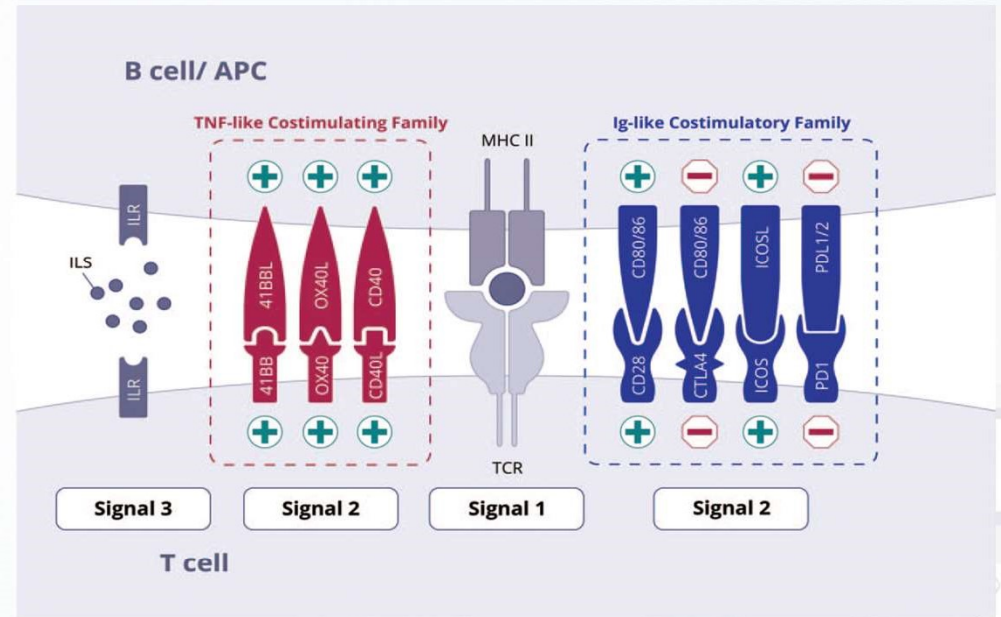 B cell/ APC
TNF-like Costimulating Family
MHC II
Ig-like Costimulatory Family
ILR
ILS
41BBL
OX40L
CD40
CD80/86
CD80/86
ICOSL
PDL1/2
ILR
41BB
OX40
CD40L
CD28
CTLA4
ICOS
PD1
TCR
Signal 3
Signal 2
Signal 1
Signal 2
T cell